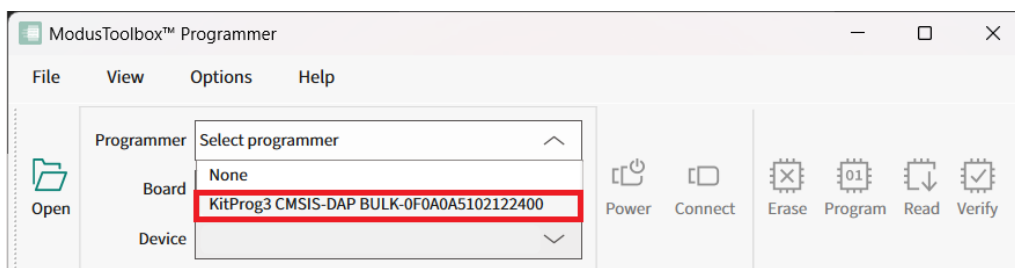 ModusToolbox™ Programmer
File View Options Help
Programmer Select programmer
None
Board
KitProg3 CMSIS-DAP BULK-0F0A0A5102122400
Device
Open
Power Connect Erase 01 Program Read Verify